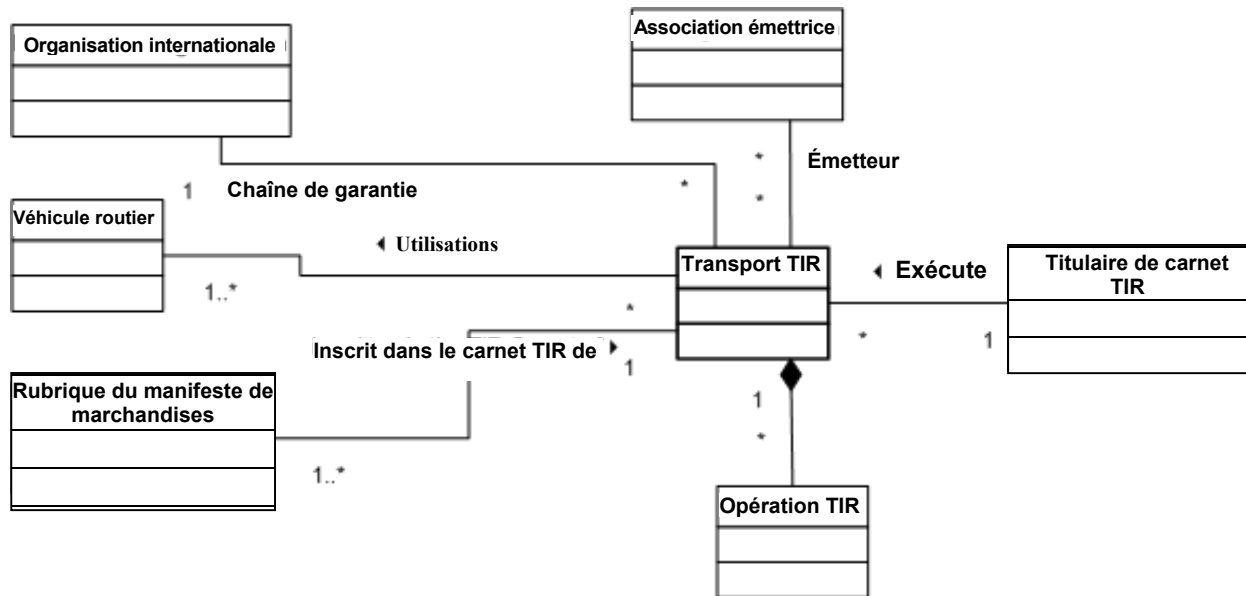 Association émettrice
Organisation internationale
*
Émetteur
1
Chaîne de garantie
*
*
Véhicule routier
Utilisations
Transport TIR
Exécute
Titulaire de carnet
TIR
1..*
*
Inscrit dans le carnet TIR de
1
*
1
Rubrique du manifeste de
marchandises
1
*
1..*
Opération TIR